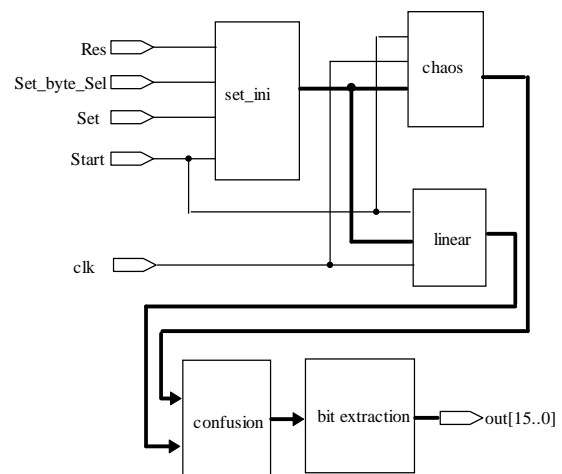 Res
Set_byte_Sel
Set
Start
clk
set_ini
chaos
linear
confusion
bit extraction
out[15..0]